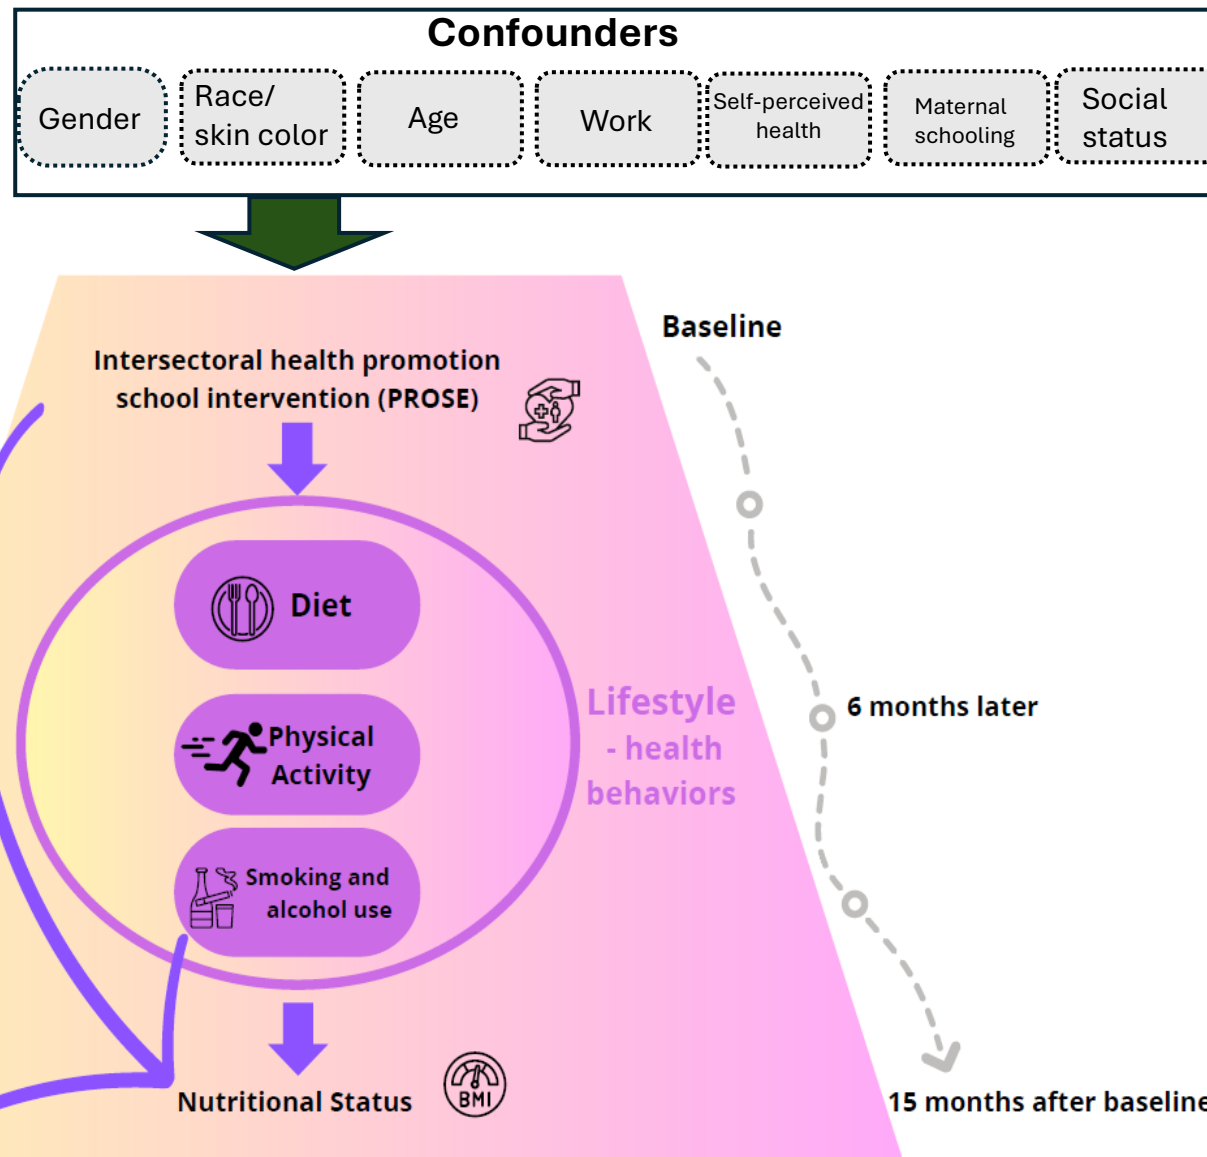 Confounders
Gender
Race/
skin color
Age
Work
Self-perceived
health
Maternal
schooling
Social
status
Baseline
Intersectoral health promotion
school intervention (PROSE)
Diet
Physical
Activity
Smoking and
alcohol use
Lifestyle
- health
behaviors
6 months later
Nutritional Status
BMI
15 months after baseline